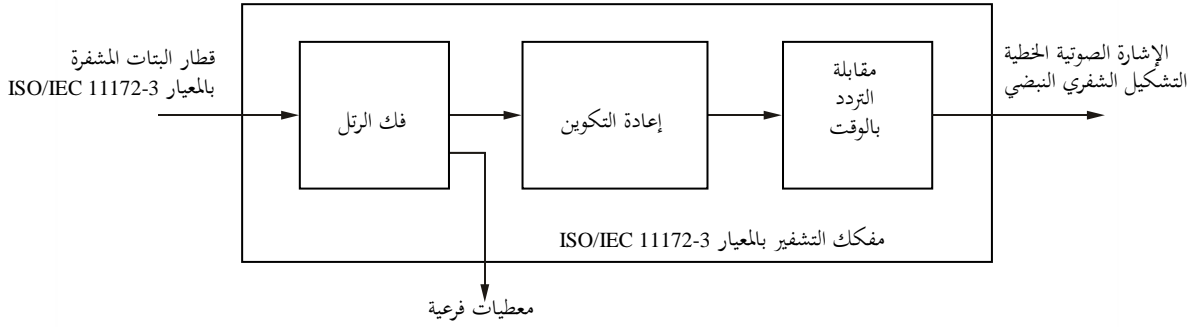 قطار البتات المشفرة
بالمعيار ISO/IEC 11172-3
فك الرتل
إعادة التكوين
مقابلة
التردد
بالوقت
الإشارة الصوتية الخطية
التشكيل الشفري النبضي
مفكك التشفير بالمعيار ISO/IEC 11172-3
معطيات فرعية